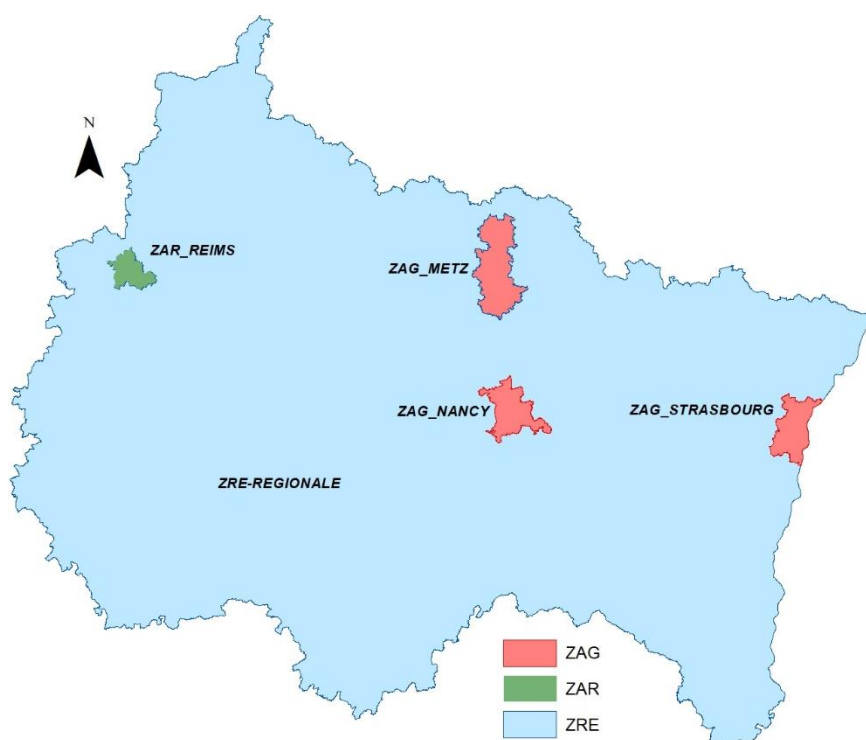 N
ZAR_REIMS
ZAG_METZ
ZAG_NANCY
ZAG_STRASBOURG
ZRE-REGIONALE
ZAG
ZAR
ZRE